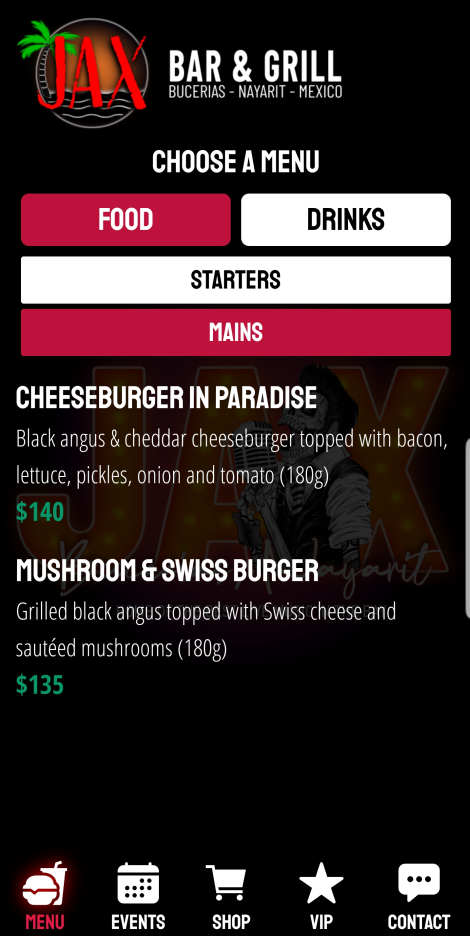 JAX
BAR & GRILL
BUCERIAS - NAYARIT - MEXICO
CHOOSE A MENU
FOOD
DRINKS
STARTERS
MAINS
CHEESEBURGER IN PARADISE
Black angus & cheddar cheeseburger topped with bacon,
lettuce, pickles, onion and tomato (180g)
$140
MUSHROOM & SWISS BURGER
Grilled black angus topped with Swiss cheese and
sautéed mushrooms (180g)
$135
JAX
MENU
EVENTS
SHOP
VIP
CONTACT